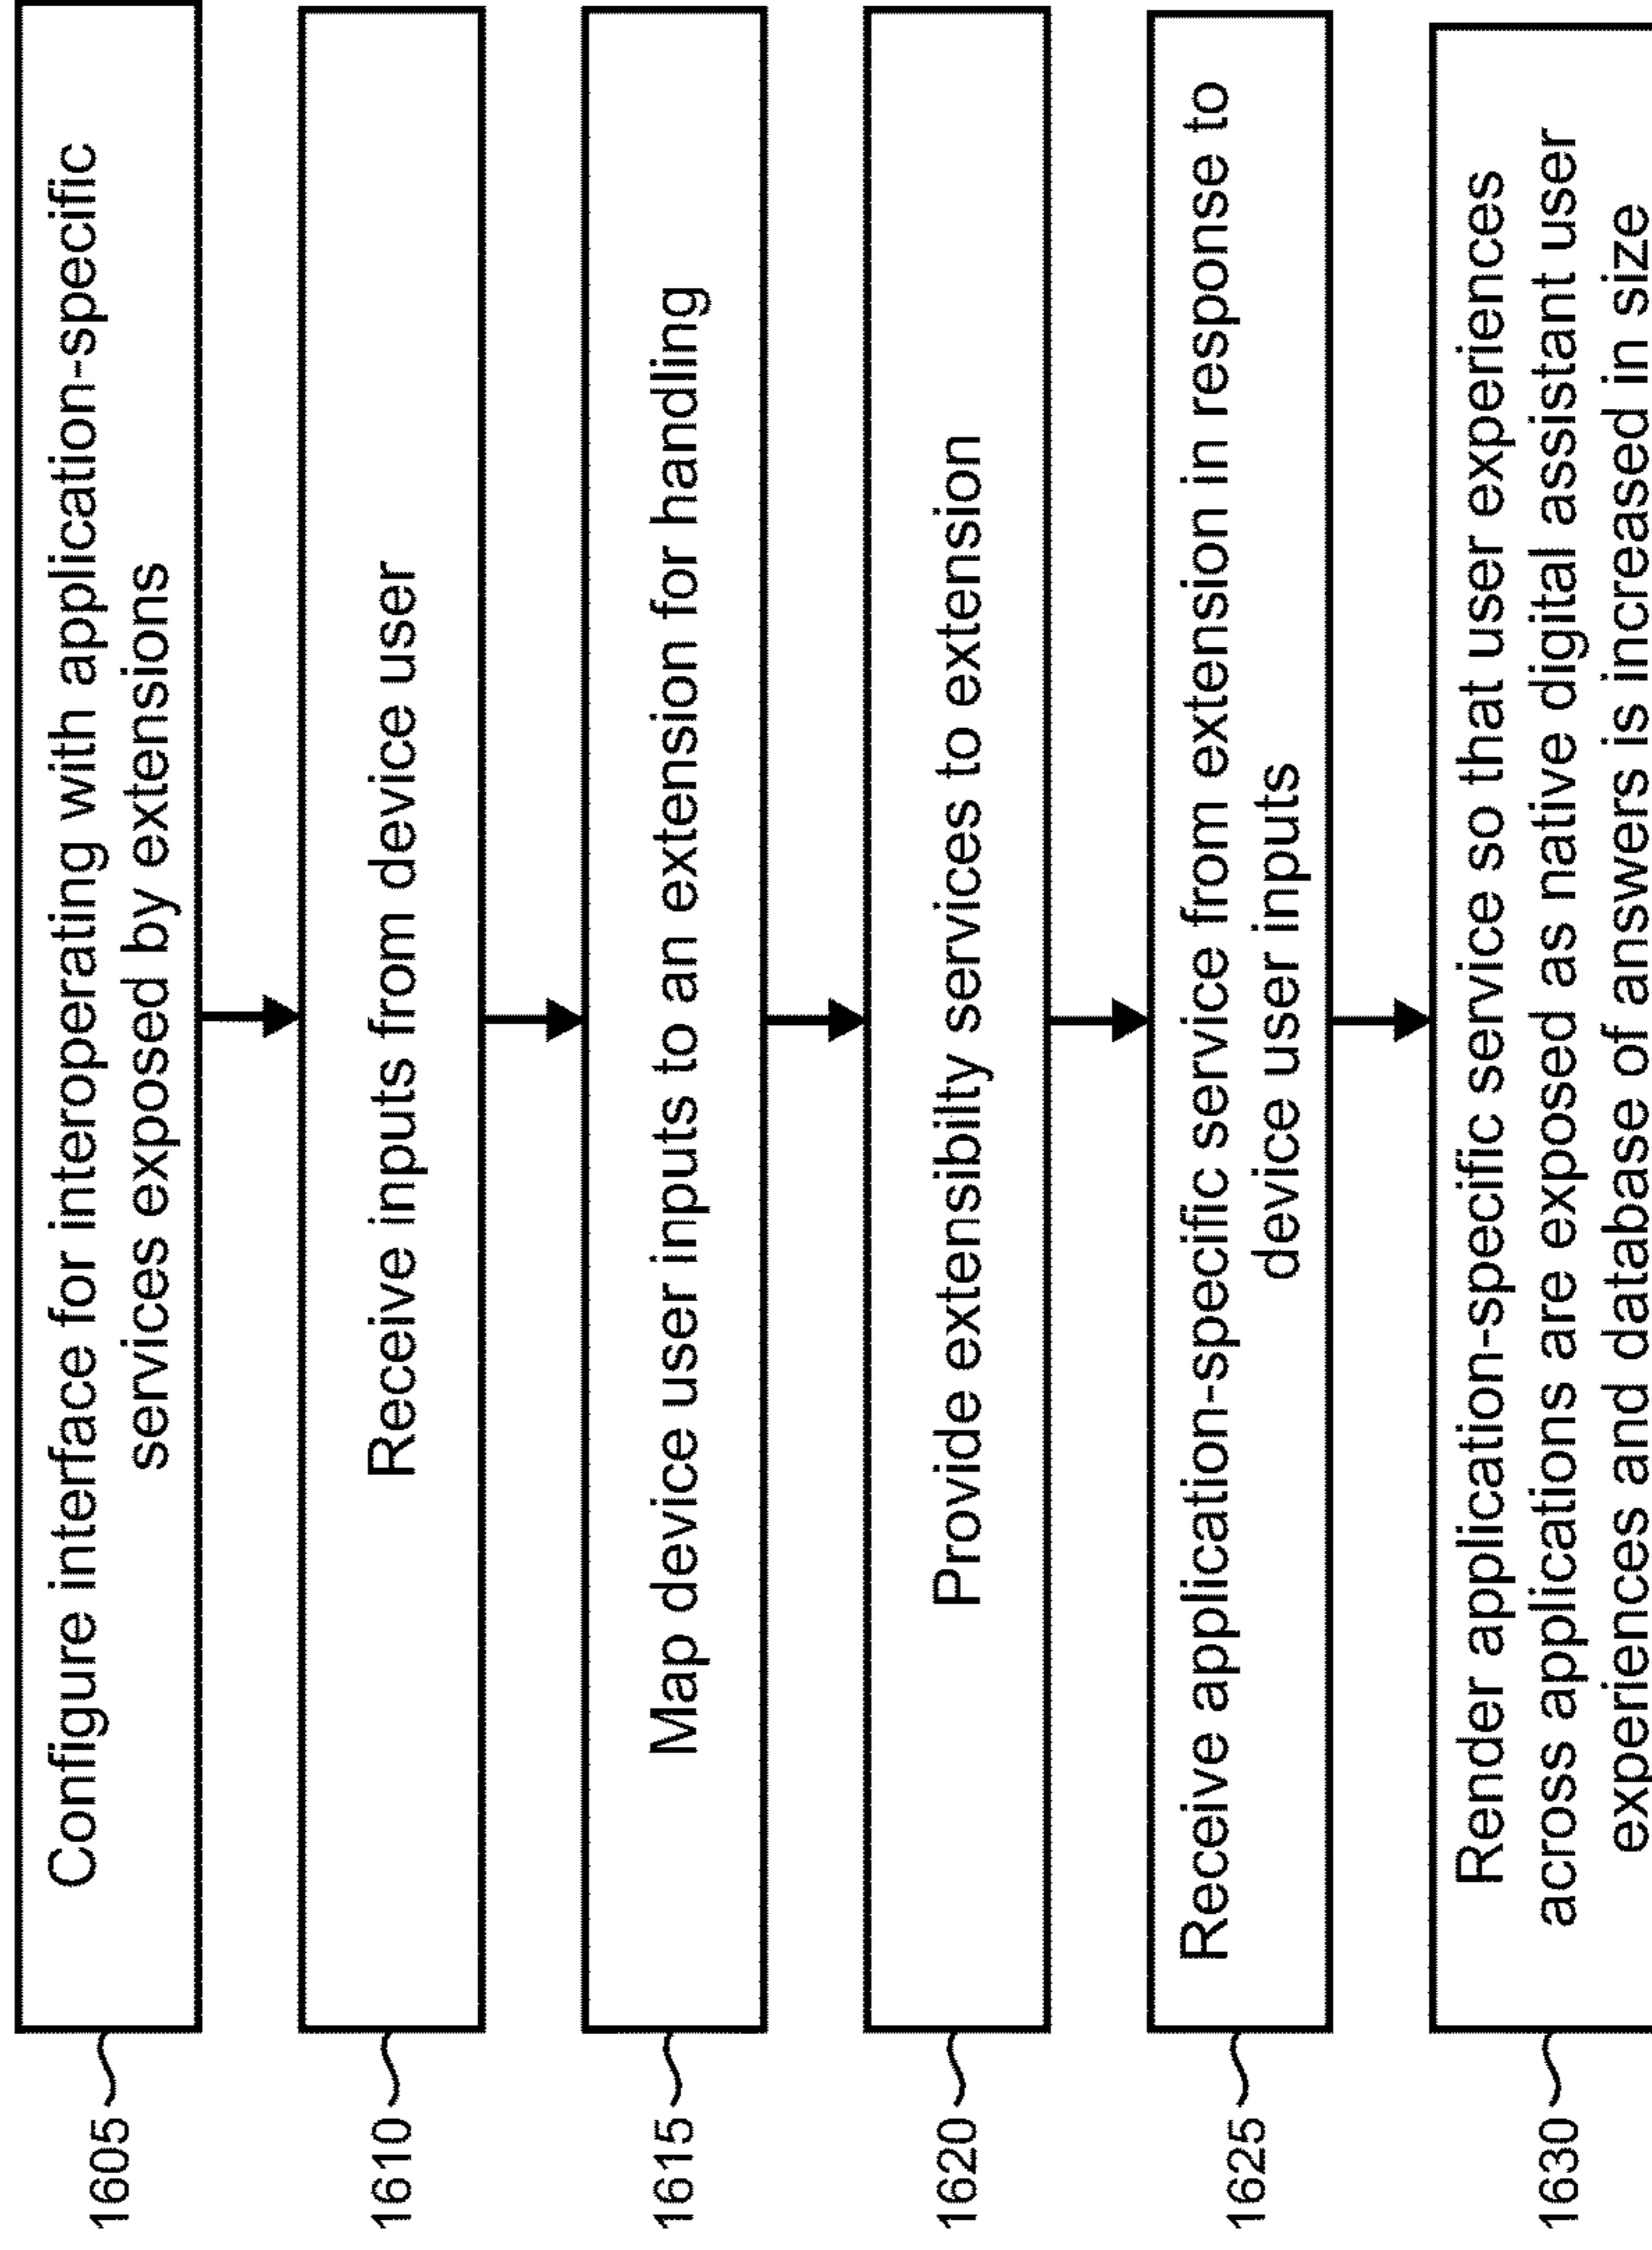 1605
Configure interface for interoperating with application-specific
services exposed by extensions
1610
Receive inputs from device user
1615
Map device user inputs to an extension for handling
1620
Provide extensibilty services to extension
1625
Receive application-specific service from extension in response to
device user inputs
1630
Render application-specific service so that user experiences
across applications are exposed as native digital assistant user
experiences and database of answers is increased in size